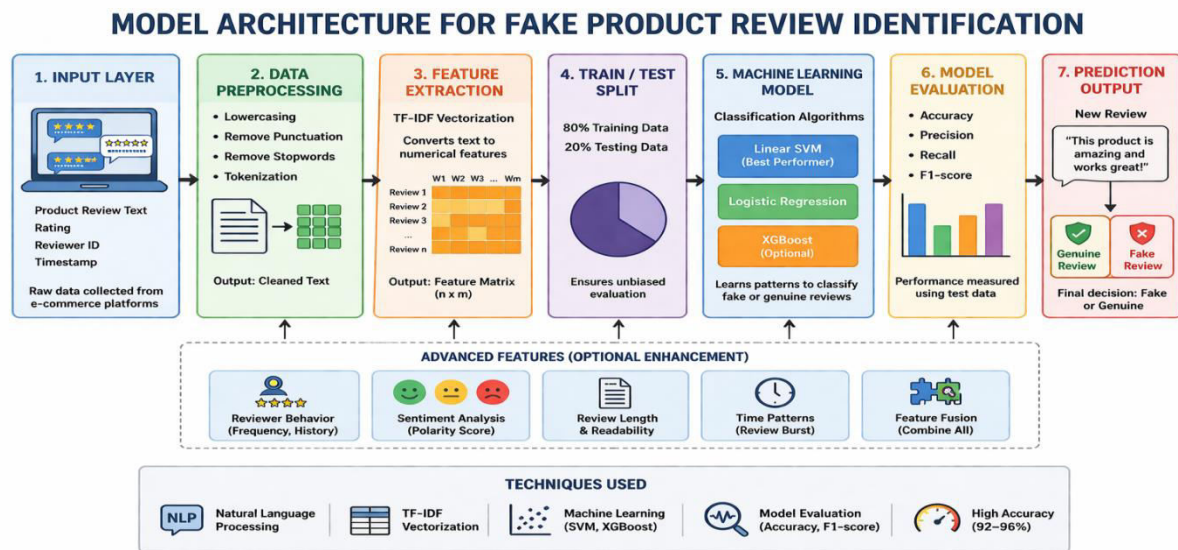 MODEL ARCHITECTURE FOR FAKE PRODUCT REVIEW IDENTIFICATION
1. INPUT LAYER
Product Review Text
Rating
Reviewer ID
Timestamp
Raw data collected from
e-commerce platforms
2. DATA
PREPROCESSING
• Lowercasing
• Remove Punctuation
• Remove Stopwords
• Tokenization
Output: Cleaned Text
3. FEATURE
EXTRACTION
TF-IDF Vectorization
Converts text to
numerical features
W1 W2 W3 ... Wm
Review 1
Review 2
Review 3
...
Review n
Output: Feature Matrix
(n x m)
4. TRAIN / TEST
SPLIT
80% Training Data
20% Testing Data
Ensures unbiased
evaluation
5. MACHINE LEARNING
MODEL
Classification Algorithms
Linear SVM
(Best Performer)
Logistic Regression
XGBoost
(Optional)
Learns patterns to classify
fake or genuine reviews
6. MODEL
EVALUATION
• Accuracy
• Precision
• Recall
• F1-score
Performance measured
using test data
7. PREDICTION
OUTPUT
New Review
"This product is
amazing and
works great!"
Genuine
Review
Fake
Review
Final decision: Fake
or Genuine
ADVANCED FEATURES (OPTIONAL ENHANCEMENT)
Reviewer Behavior
(Frequency, History)
Sentiment Analysis
(Polarity Score)
Review Length
& Readability
Time Patterns
(Review Burst)
Feature Fusion
(Combine All)
TECHNIQUES USED
NLP
Natural Language
Processing
TF-IDF
Vectorization
Machine Learning
(SVM, XGBoost)
Model Evaluation
(Accuracy, F1-score)
High Accuracy
(92–96%)